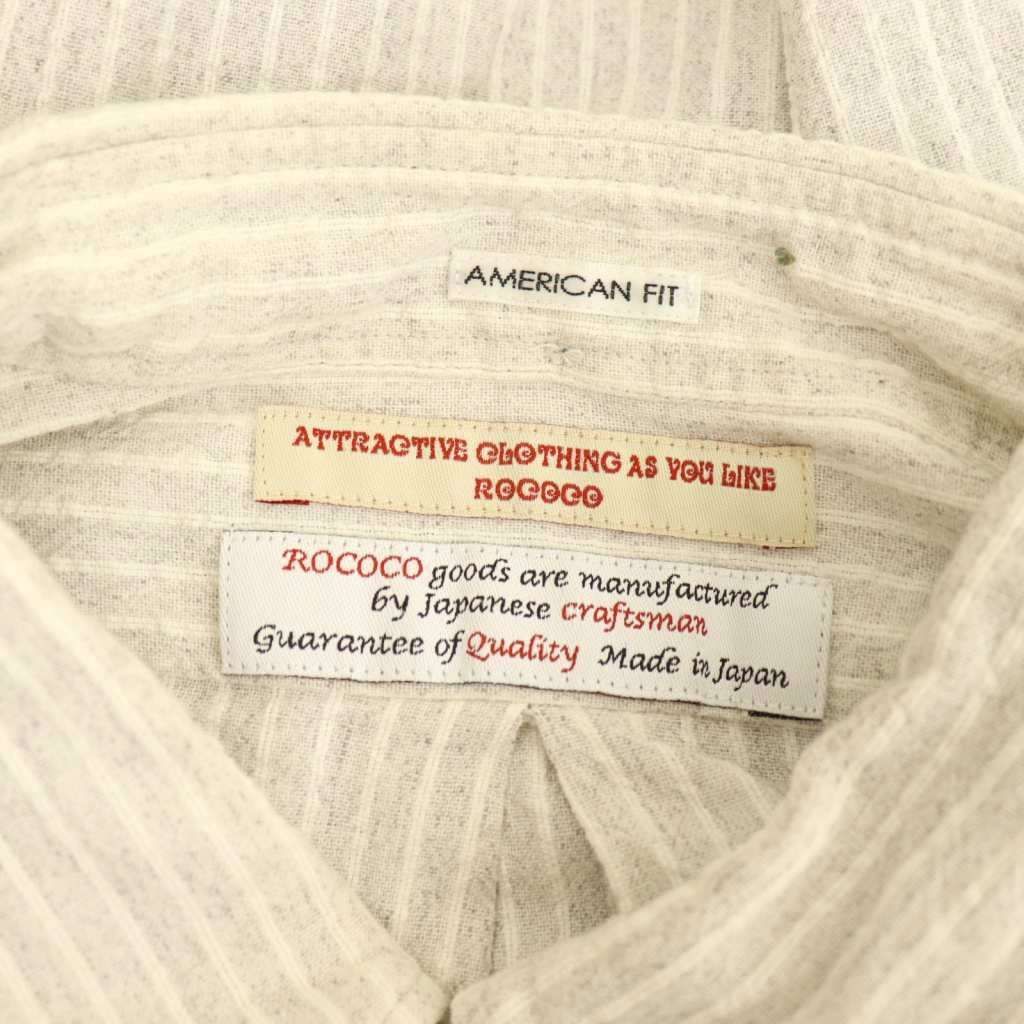 AMERICAN FIT
ATTRACTIVE CLOTHING AS YOU LIKE
ROCOCO
ROCOCO goods are manufactured
by Japanese craftsman
Guarantee of Quality Made in Japan